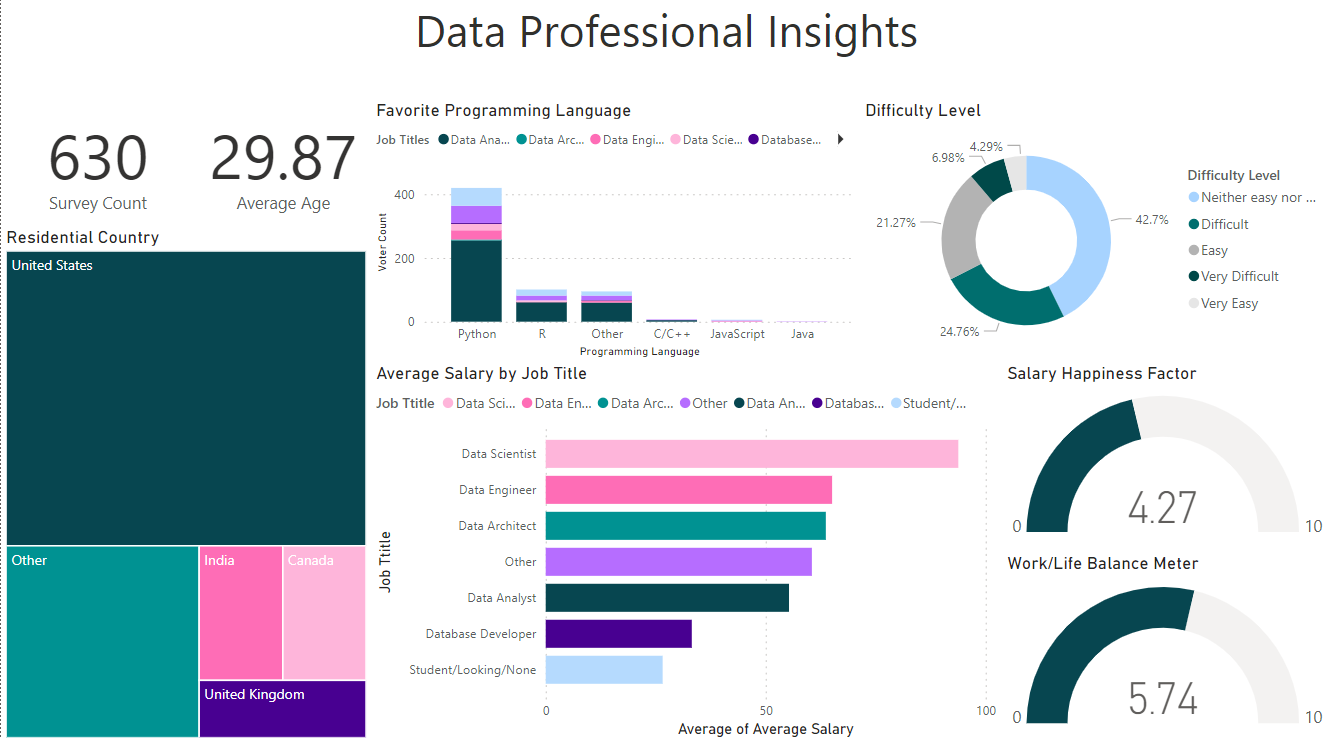 Data Professional Insights
630
Survey Count
29.87
Average Age
Residential Country
United States
Other
India
Canada
United Kingdom
Favorite Programming Language
Job Titles Data Ana... Data Arc... Data Engi... Data Scie... Database...
Voter Count
400
200
0
Python R Other C/C++ JavaScript Java
Programming Language
Difficulty Level
4.29%
6.98%
21.27%
24.76%
42.7%
Difficulty Level
Neither easy nor ...
Difficult
Easy
Very Difficult
Very Easy
Average Salary by Job Title
Job Ttitle Data Sci... Data En... Data Arc... Other Data An... Databas... Student/...
Job Ttitle
Data Scientist
Data Engineer
Data Architect
Other
Data Analyst
Database Developer
Student/Looking/None
0 50 100
Average of Average Salary
Salary Happiness Factor
4.27
0 10
Work/Life Balance Meter
5.74
0 10